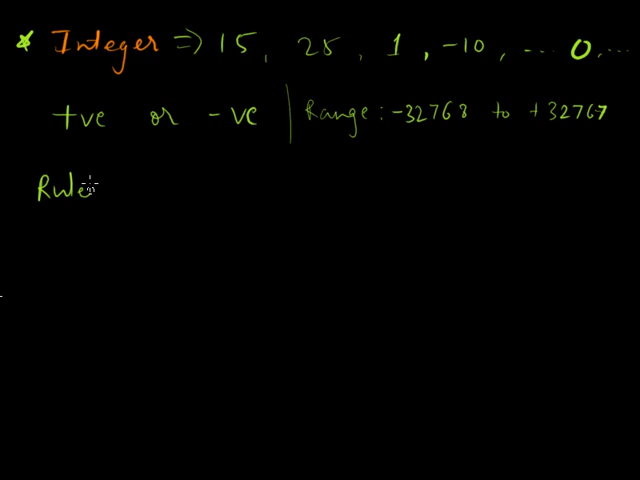 * Integer => 15, 25, 1, -10, ... 0, ...
+ve or -ve | Range: -32768 to +32767
Rule